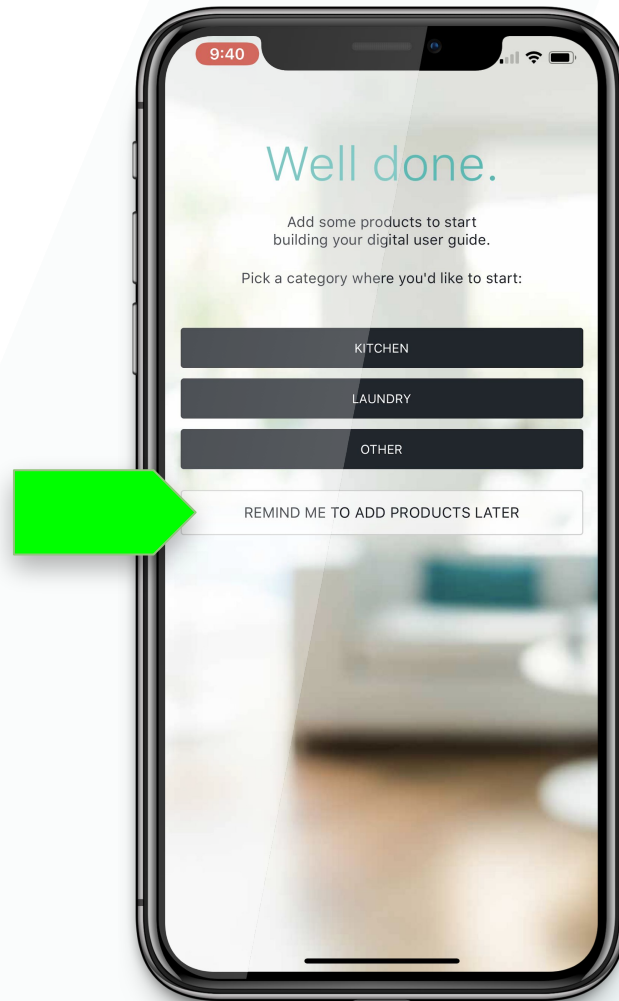 9:40
Well done.
Add some products to start
building your digital user guide.
Pick a category where you'd like to start:
KITCHEN
LAUNDRY
OTHER
REMIND ME TO ADD PRODUCTS LATER